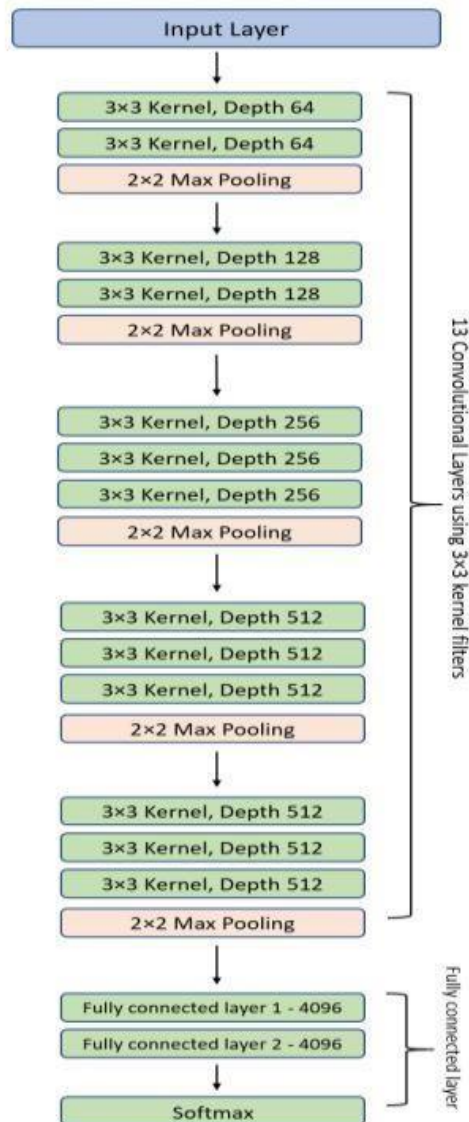 Input Layer
3×3 Kernel, Depth 64
3×3 Kernel, Depth 64
2×2 Max Pooling
3×3 Kernel, Depth 128
3×3 Kernel, Depth 128
2×2 Max Pooling
3×3 Kernel, Depth 256
3×3 Kernel, Depth 256
3×3 Kernel, Depth 256
2×2 Max Pooling
3×3 Kernel, Depth 512
3×3 Kernel, Depth 512
3×3 Kernel, Depth 512
2×2 Max Pooling
3×3 Kernel, Depth 512
3×3 Kernel, Depth 512
3×3 Kernel, Depth 512
2×2 Max Pooling
13 Convolutional Layers using 3x3 kernel filters
Fully connected layer 1 - 4096
Fully connected layer 2 - 4096
Softmax
Fully connected layer